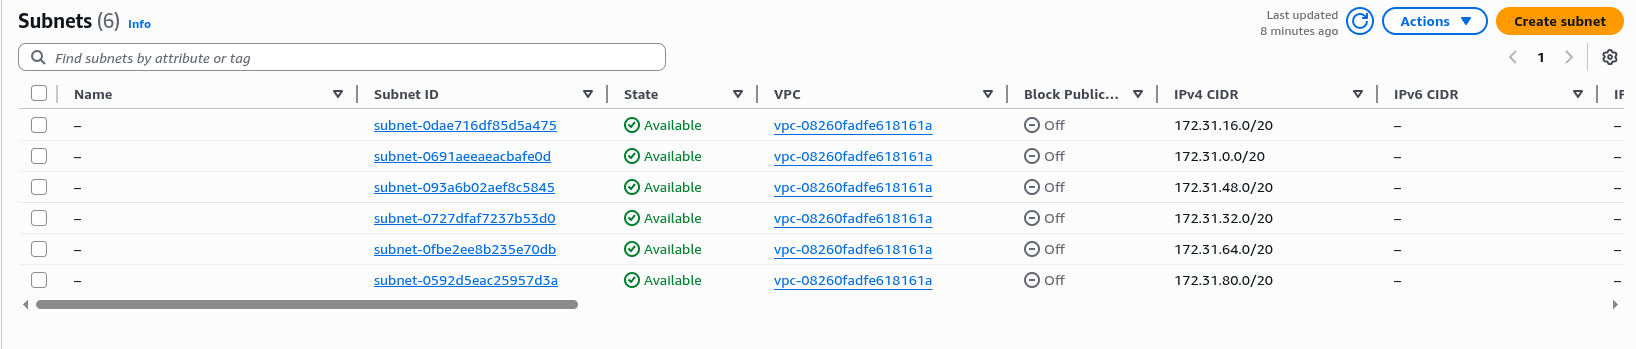 Subnets (6) Info
Last updated
8 minutes ago
Actions
Create subnet
Find subnets by attribute or tag
1
Name Subnet ID State VPC Block Public... IPv4 CIDR IPv6 CIDR
– subnet-0dae716df85d5a475 Available vpc-08260fadfe618161a Off 172.31.16.0/20 – –
– subnet-0691aeeaeacbafe0d Available vpc-08260fadfe618161a Off 172.31.0.0/20 – –
– subnet-093a6b02aef8c5845 Available vpc-08260fadfe618161a Off 172.31.48.0/20 – –
– subnet-0727dfaf7237b53d0 Available vpc-08260fadfe618161a Off 172.31.32.0/20 – –
– subnet-0fbe2ee8b235e70db Available vpc-08260fadfe618161a Off 172.31.64.0/20 – –
– subnet-0592d5eac25957d3a Available vpc-08260fadfe618161a Off 172.31.80.0/20 – –